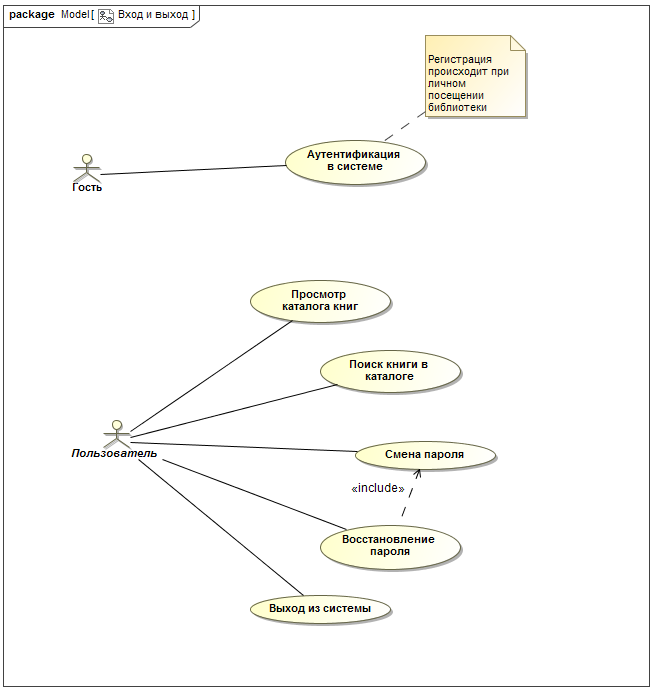 package Model [ Вход и выход ]
Регистрация
происходит при
личном
посещении
библиотеки
Аутентификация
в системе
Гость
Просмотр
каталога книг
Поиск книги в
каталоге
Пользователь
Смена пароля
«include»
Восстановление
пароля
Выход из системы